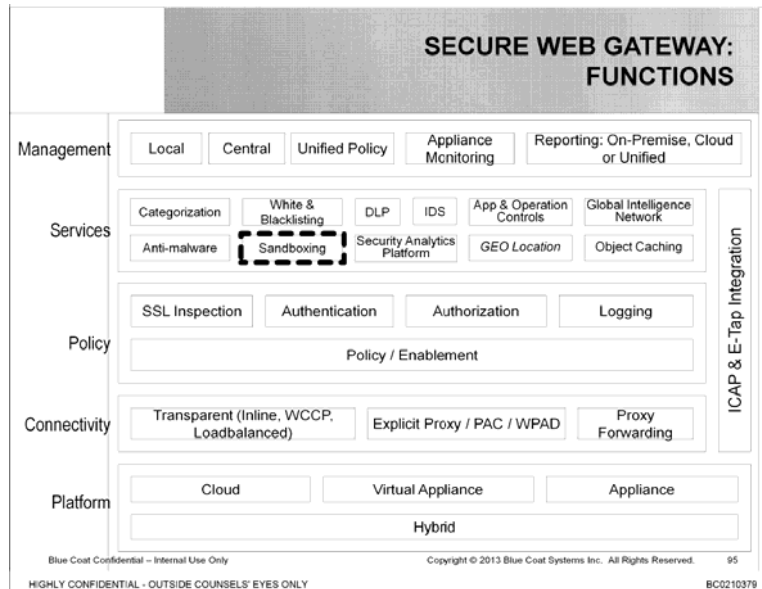 SECURE WEB GATEWAY:
FUNCTIONS
Management
Local
Central
Unified Policy
Appliance
Monitoring
Reporting: On-Premise, Cloud
or Unified
Services
Categorization
White &
Blacklisting
DLP
IDS
App & Operation
Controls
Global Intelligence
Network
Anti-malware
Sandboxing
Security Analytics
Platform
GEO Location
Object Caching
ICAP & E-Tap Integration
Policy
SSL Inspection
Authentication
Authorization
Logging
Policy / Enablement
Connectivity
Transparent (Inline, WCCP,
Loadbalanced)
Explicit Proxy / PAC / WPAD
Proxy
Forwarding
Platform
Cloud
Virtual Appliance
Appliance
Hybrid
Blue Coat Confidential – Internal Use Only
Copyright © 2013 Blue Coat Systems Inc. All Rights Reserved.
95
HIGHLY CONFIDENTIAL - OUTSIDE COUNSELS' EYES ONLY
BC0210379